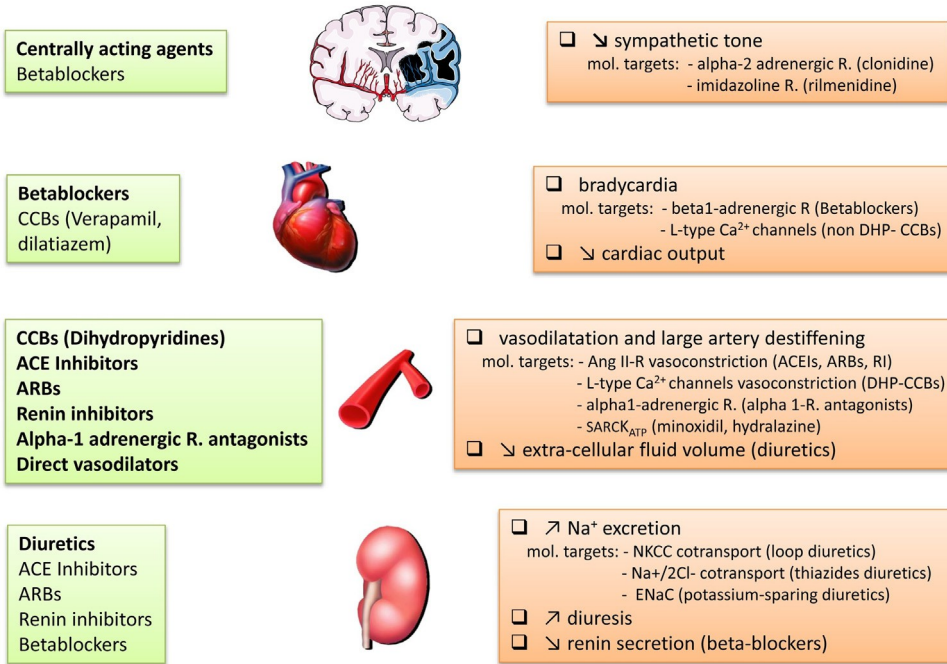 Centrally acting agents
Betablockers
❑ ↘ sympathetic tone
mol. targets: - alpha-2 adrenergic R. (clonidine)
- imidazoline R. (rilmenidine)
Betablockers
CCBs (Verapamil,
dilatiazem)
❑ bradycardia
mol. targets: - beta1-adrenergic R (Betablockers)
- L-type Ca²⁺ channels (non DHP- CCBs)
❑ ↘ cardiac output
CCBs (Dihydropyridines)
ACE Inhibitors
ARBs
Renin inhibitors
Alpha-1 adrenergic R. antagonists
Direct vasodilators
❑ vasodilatation and large artery destiffening
mol. targets: - Ang II-R vasoconstriction (ACEIs, ARBs, RI)
- L-type Ca²⁺ channels vasoconstriction (DHP-CCBs)
- alpha1-adrenergic R. (alpha 1-R. antagonists)
- SARCK_ATP (minoxidil, hydralazine)
❑ ↘ extra-cellular fluid volume (diuretics)
Diuretics
ACE Inhibitors
ARBs
Renin inhibitors
Betablockers
❑ ↗ Na⁺ excretion
mol. targets: - NKCC cotransport (loop diuretics)
- Na+/2Cl- cotransport (thiazides diuretics)
- ENaC (potassium-sparing diuretics)
❑ ↗ diuresis
❑ ↘ renin secretion (beta-blockers)